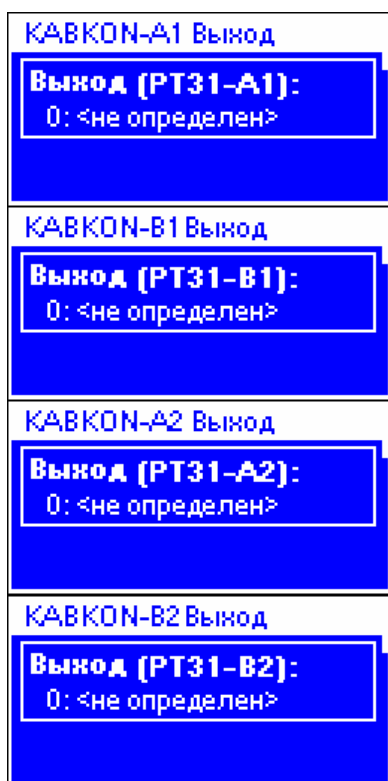 KABKON-A1 Выход
Выход (PT31-A1):
0: <не определен>
KABKON-B1 Выход
Выход (PT31-B1):
0: <не определен>
KABKON-A2 Выход
Выход (PT31-A2):
0: <не определен>
KABKON-B2 Выход
Выход (PT31-B2):
0: <не определен>